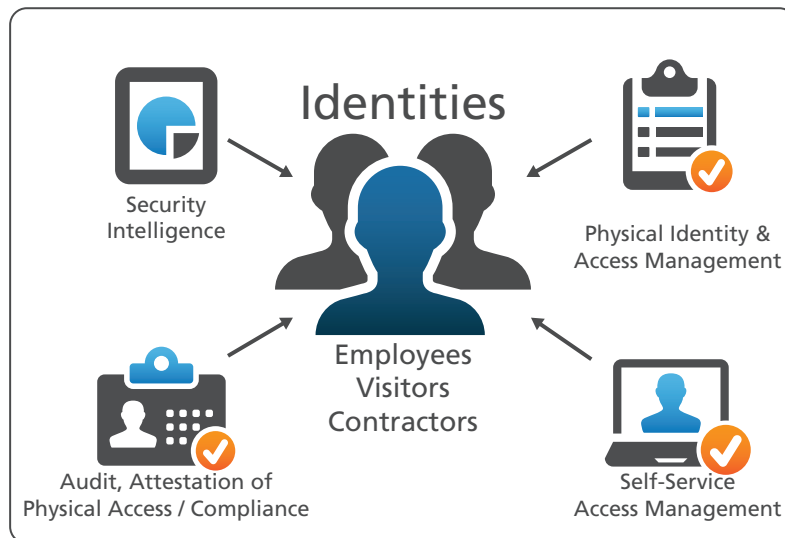 Identities
Security
Intelligence
Physical Identity &
Access Management
Employees
Visitors
Contractors
Audit, Attestation of
Physical Access / Compliance
Self-Service
Access Management